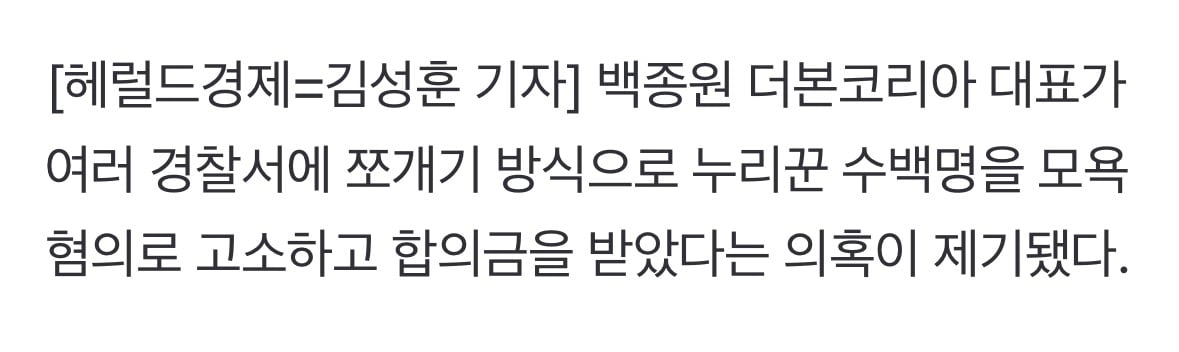 [헤럴드경제=김성훈 기자] 백종원 더본코리아 대표가
여러 경찰서에 쪼개기 방식으로 누리꾼 수백명을 모욕
혐의로 고소하고 합의금을 받았다는 의혹이 제기됐다.